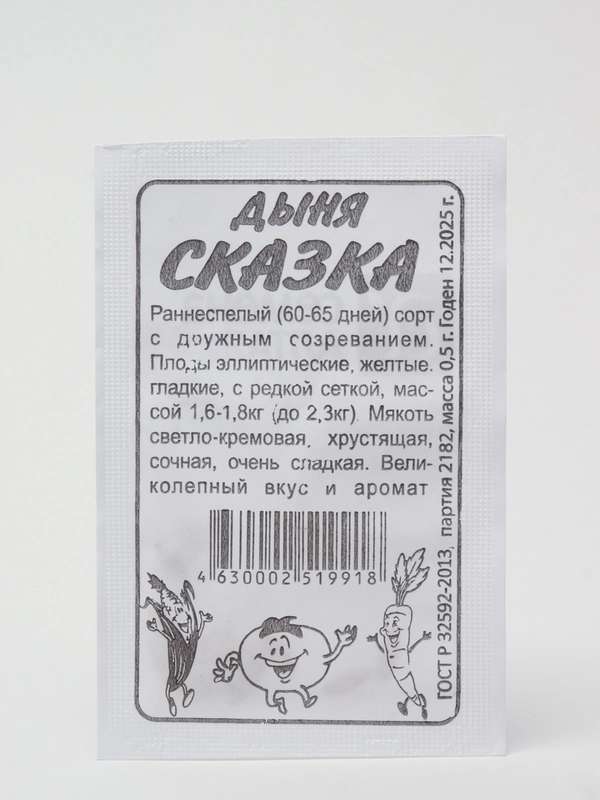 ДЫНЯ
СКАЗКА
Раннеспелый (60-65 дней) сорт
с дружным созреванием.
Плоды эллиптические, желтые.
гладкие, с редкой сеткой, мас-
сой 1,6-1,8кг (до 2,3кг). Мякоть
светло-кремовая, хрустящая,
сочная, очень сладкая. Вели-
колепный вкус и аромат
4 630002 519918
ГОСТ Р 32592-2013, партия 2182, масса 0,5 г. Годен 12.2025 г.